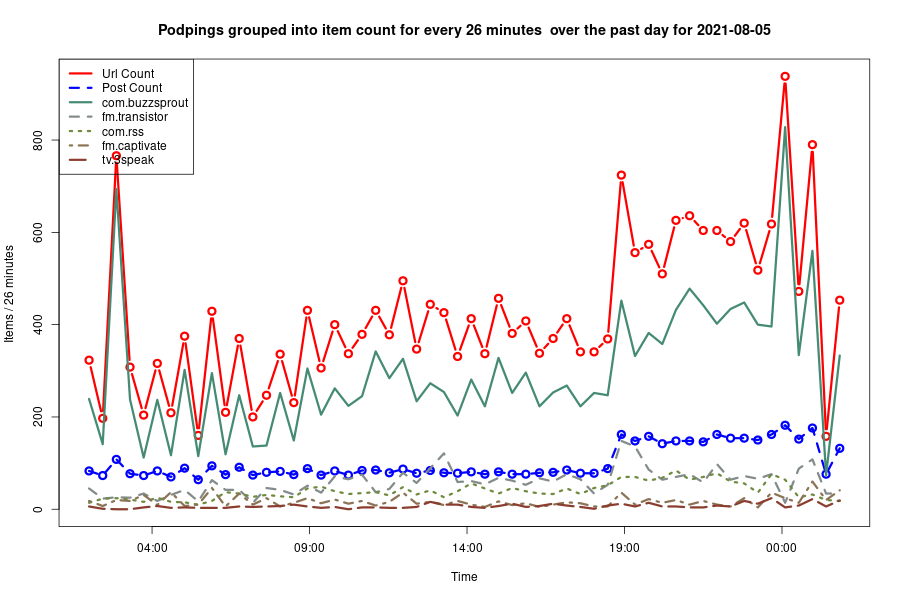 Podpings grouped into item count for every 26 minutes  over the past day for 2021-08-05
Url Count
Post Count
com.buzzsprout
fm.transistor
com.rss
fm.captivate
tv.3speak
Items / 26 minutes
800
600
400
200
0
04:00 09:00 14:00 19:00 00:00
Time